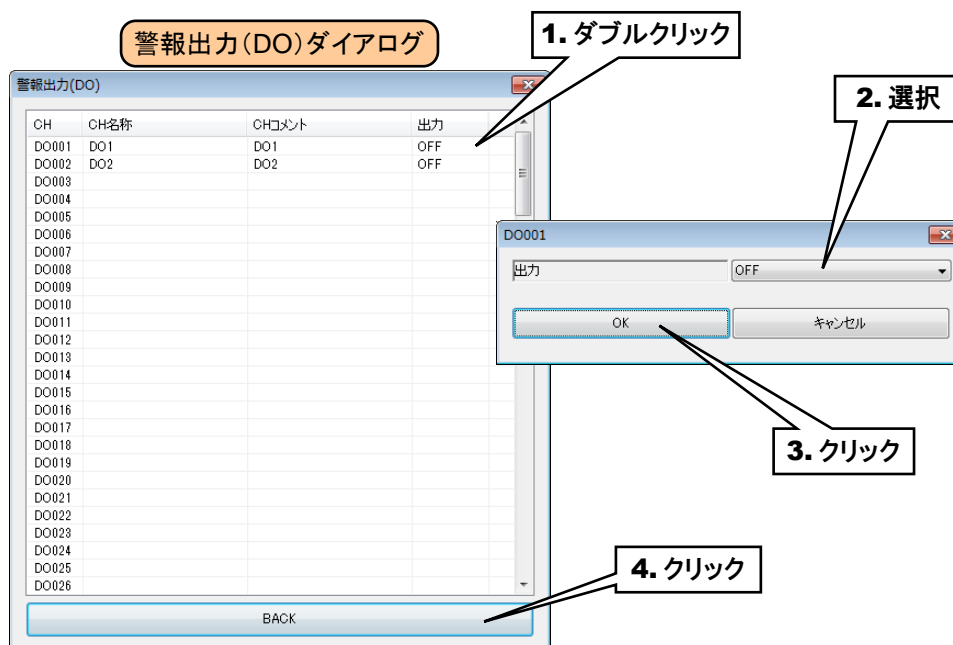 警報出力(DO)ダイアログ
1. ダブルクリック
2. 選択
警報出力(DO)
CH CH名称 CHコメント 出力
DO001 DO1 DO1 OFF
DO002 DO2 DO2 OFF
DO003
DO004
DO005
DO006
DO007
DO008
DO009
DO010
DO011
DO012
DO013
DO014
DO015
DO016
DO017
DO018
DO019
DO020
DO021
DO022
DO023
DO024
DO025
DO026
BACK
DO001
出力 OFF
OK キャンセル
3. クリック
4. クリック